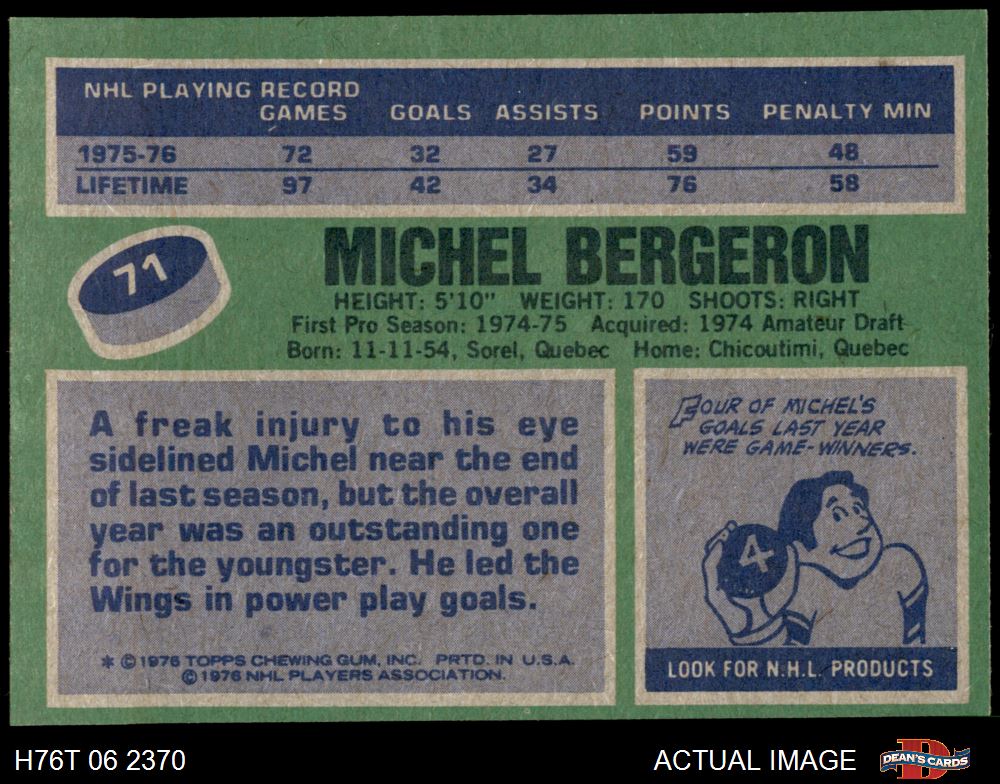 NHL PLAYING RECORD
GAMES GOALS ASSISTS POINTS PENALTY MIN
1975-76 72 32 27 59 48
LIFETIME 97 42 34 76 58
71
MICHEL BERGERON
HEIGHT: 5'10" WEIGHT: 170 SHOOTS: RIGHT
First Pro Season: 1974-75 Acquired: 1974 Amateur Draft
Born: 11-11-54, Sorel, Quebec Home: Chicoutimi, Quebec
A freak injury to his eye
sidelined Michel near the end
of last season, but the overall
year was an outstanding one
for the youngster. He led the
Wings in power play goals.
* © 1976 TOPPS CHEWING GUM, INC. PRTD. IN U.S.A.
© 1976 NHL PLAYERS ASSOCIATION.
FOUR OF MICHEL'S
GOALS LAST YEAR
WERE GAME-WINNERS.
4
LOOK FOR N.H.L. PRODUCTS
H76T 06 2370 ACTUAL IMAGE
D
DEAN'S CARDS